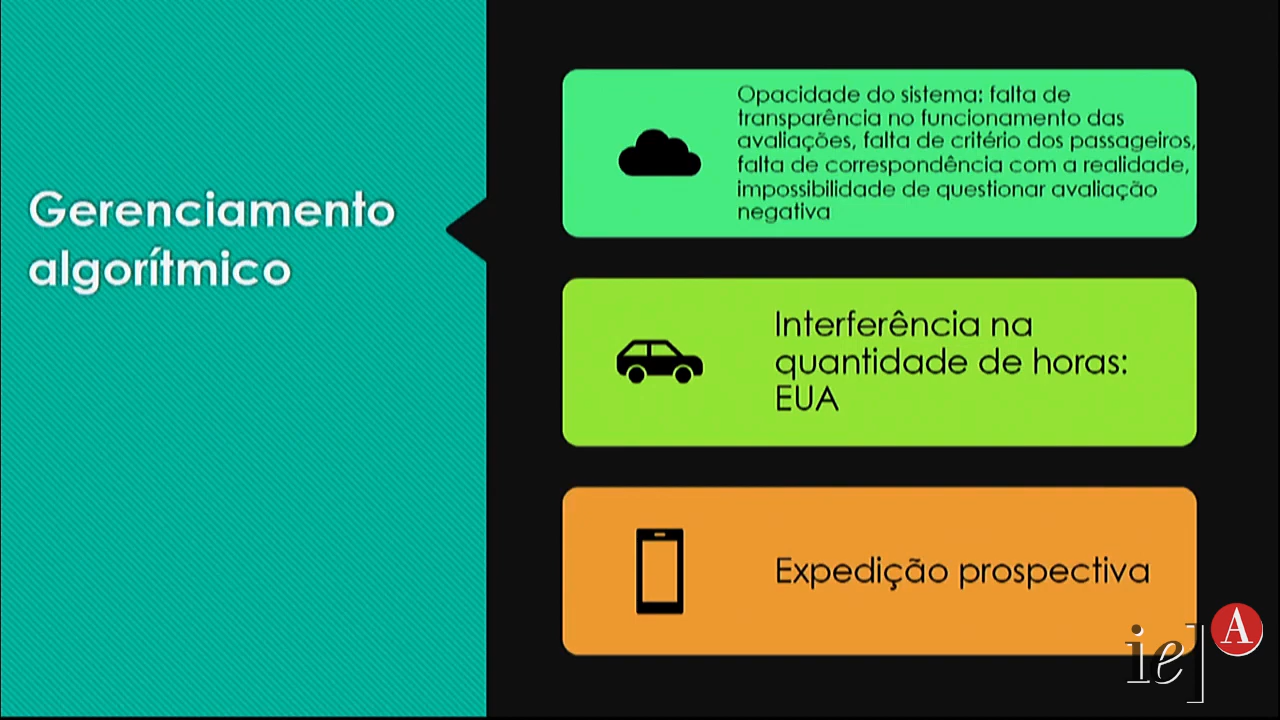 Gerenciamento
algorítmico
Opacidade do sistema: falta de
transparência no funcionamento das
avaliações, falta de critério dos passageiros,
falta de correspondência com a realidade,
impossibilidade de questionar avaliação
negativa
Interferência na
quantidade de horas:
EUA
Expedição prospectiva
ie] A